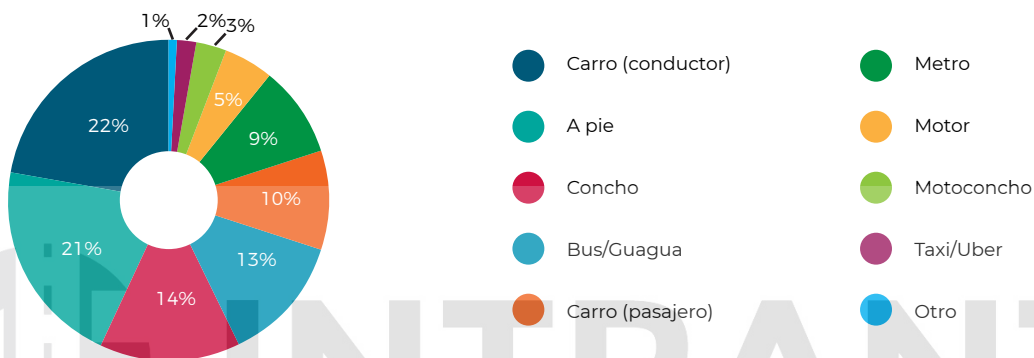 1%
2%
3%
5%
9%
10%
13%
14%
21%
22%
Carro (conductor)
A pie
Concho
Bus/Guagua
Carro (pasajero)
Metro
Motor
Motoconcho
Taxi/Uber
Otro
INTRANT